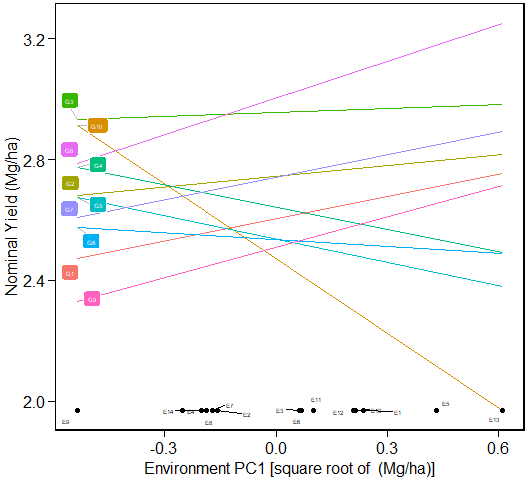 3.2
2.8
2.4
2.0
Nominal Yield (Mg/ha)
G3
G10
G8
G4
G2
G5
G7
G6
G1
G9
E9
E14
E4
E7
E8
E2
E3
E6
E11
E12
E10
E1
E5
E13
-0.3
0.0
0.3
0.6
Environment PC1 [square root of (Mg/ha)]